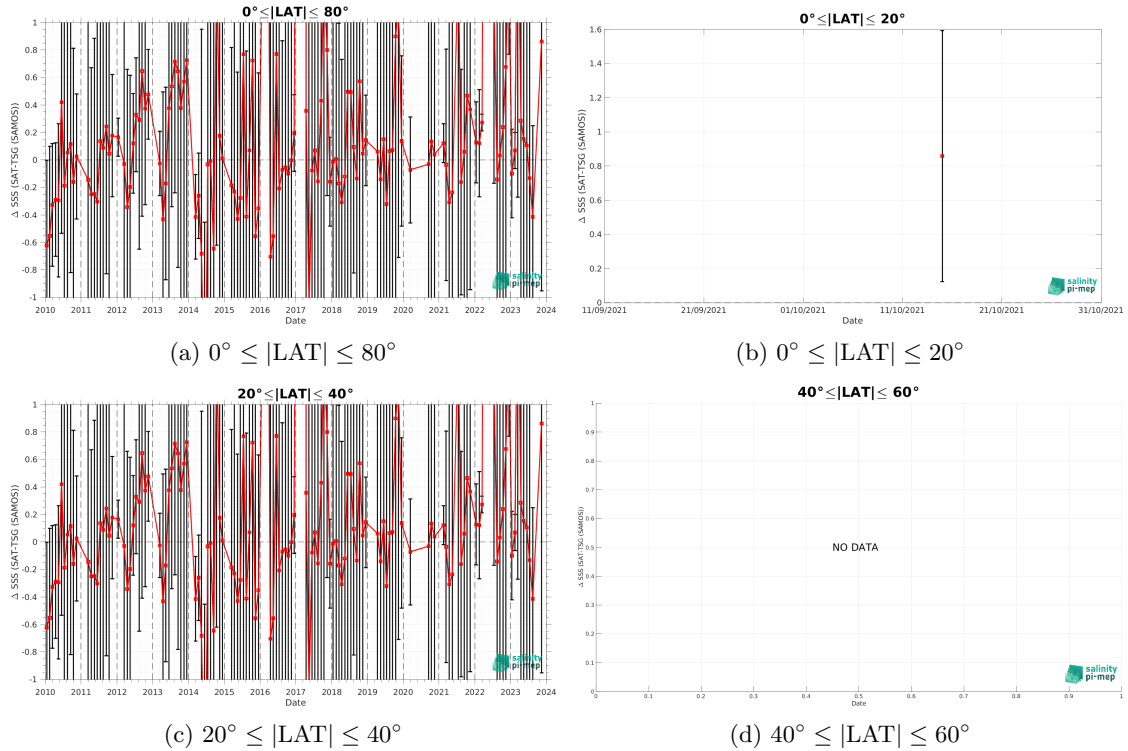 0°≤|LAT|≤ 80°
Δ SSS (SAT-TSG (SAMOS))
1
0.8
0.6
0.4
0.2
0
-0.2
-0.4
-0.6
-0.8
-1
2010 2011 2012 2013 2014 2015 2016 2017 2018 2019 2020 2021 2022 2023 2024
Date
salinity
pi-mep
(a) 0° ≤ |LAT| ≤ 80°
0°≤|LAT|≤ 20°
Δ SSS (SAT-TSG (SAMOS))
1.6
1.4
1.2
1
0.8
0.6
0.4
0.2
0
11/09/2021 21/09/2021 01/10/2021 11/10/2021 21/10/2021 31/10/2021
Date
salinity
pi-mep
(b) 0° ≤ |LAT| ≤ 20°
20°≤|LAT|≤ 40°
Δ SSS (SAT-TSG (SAMOS))
1
0.8
0.6
0.4
0.2
0
-0.2
-0.4
-0.6
-0.8
-1
2010 2011 2012 2013 2014 2015 2016 2017 2018 2019 2020 2021 2022 2023 2024
Date
salinity
pi-mep
(c) 20° ≤ |LAT| ≤ 40°
40°≤|LAT|≤ 60°
Δ SSS (SAT-TSG (SAMOS))
1
0.9
0.8
0.7
0.6
0.5
0.4
0.3
0.2
0.1
0
NO DATA
0 0.1 0.2 0.3 0.4 0.5 0.6 0.7 0.8 0.9 1
Date
salinity
pi-mep
(d) 40° ≤ |LAT| ≤ 60°